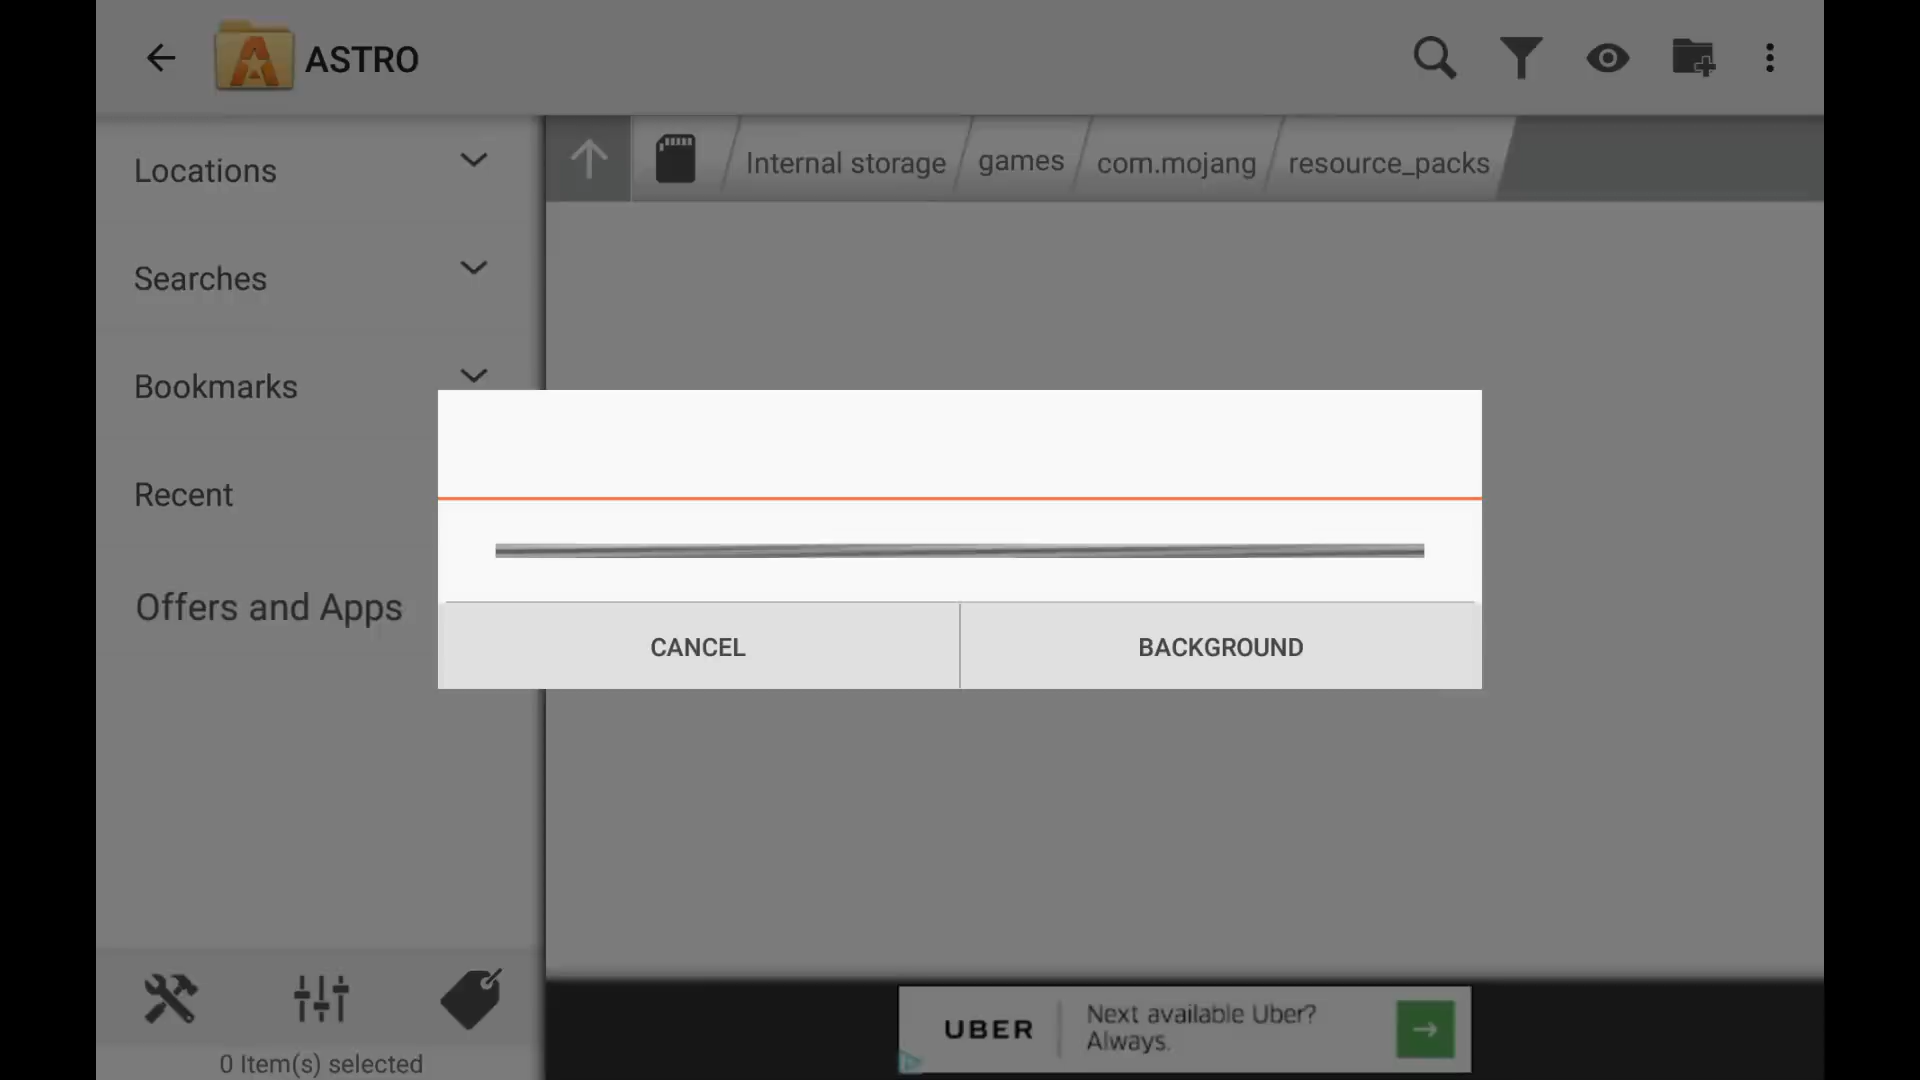 ASTRO
Locations
Searches
Bookmarks
Recent
Offers and Apps
0 Item(s) selected
Internal storage
games
com.mojang
resource_packs
CANCEL
BACKGROUND
UBER
Next available Uber?
Always.